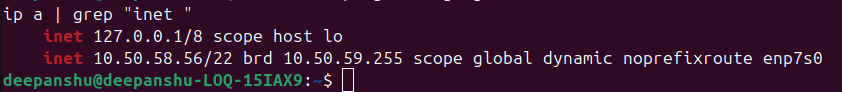 ip a | grep "inet "
inet 127.0.0.1/8 scope host lo
inet 10.50.58.56/22 brd 10.50.59.255 scope global dynamic noprefixroute enp7s0
deepanshu@deepanshu-LOQ-15IAX9:~$